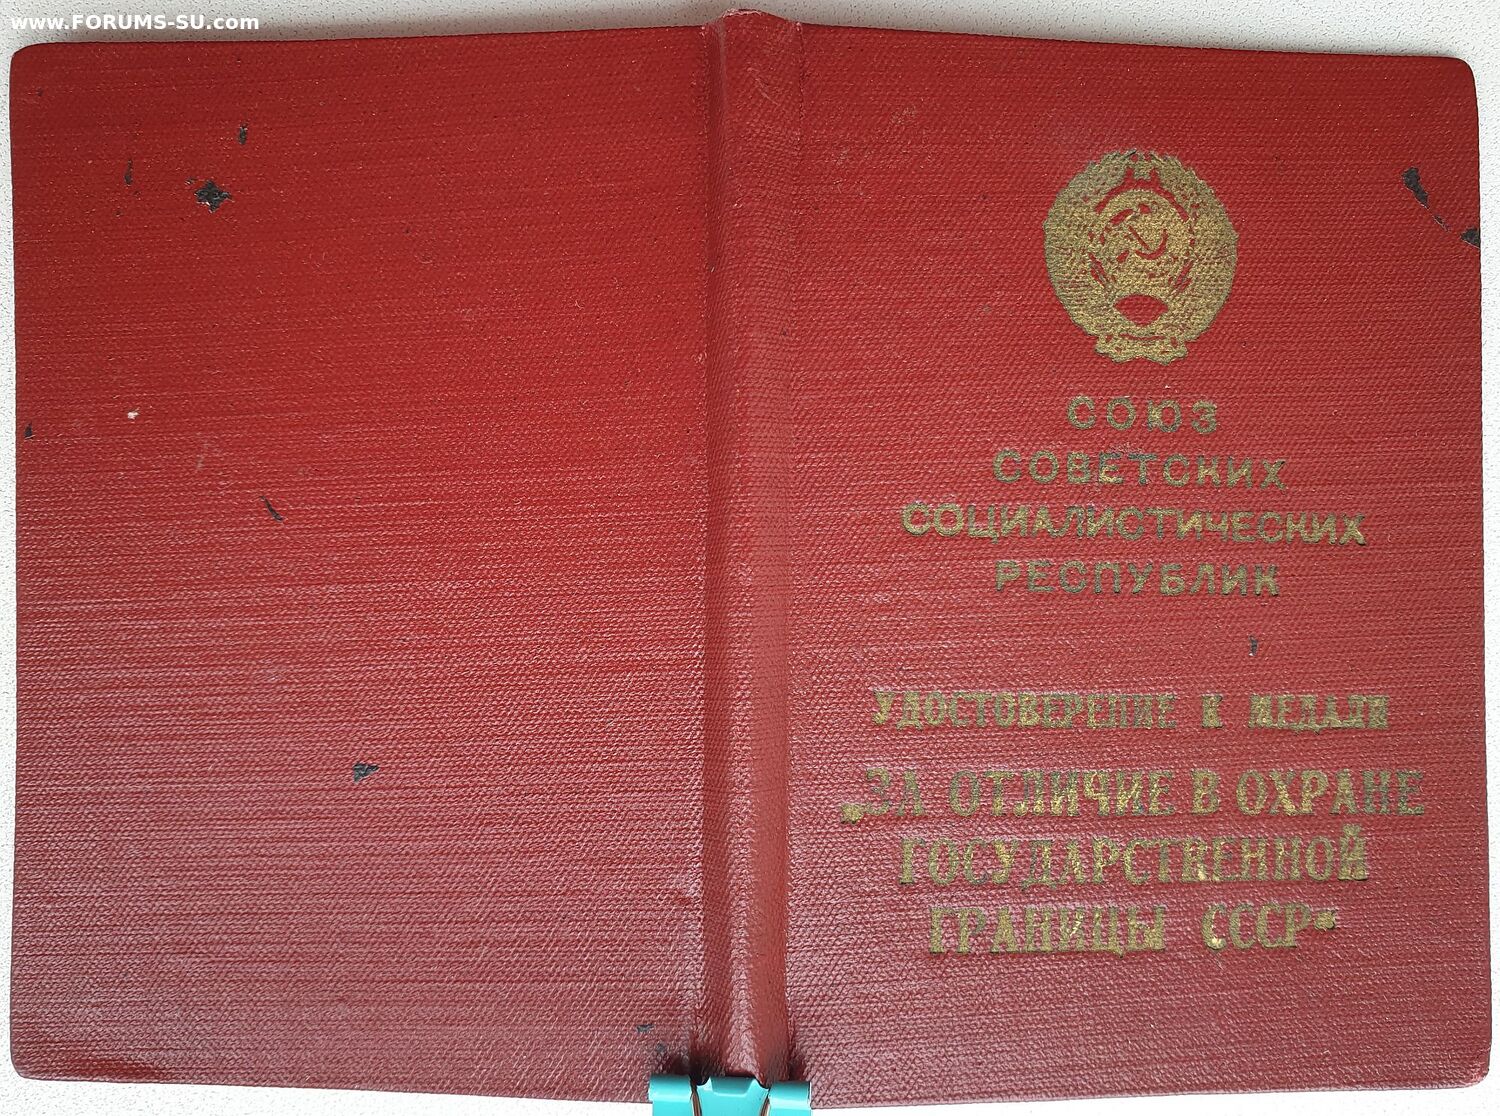 www.FORUMS-SU.com
СОЮЗ
СОВЕТСКИХ
СОЦИАЛИСТИЧЕСКИХ
РЕСПУБЛИК
УДОСТОВЕРЕНИЕ К МЕДАЛИ
„ЗА ОТЛИЧИЕ В ОХРАНЕ
ГОСУДАРСТВЕННОЙ
ГРАНИЦЫ СССР“